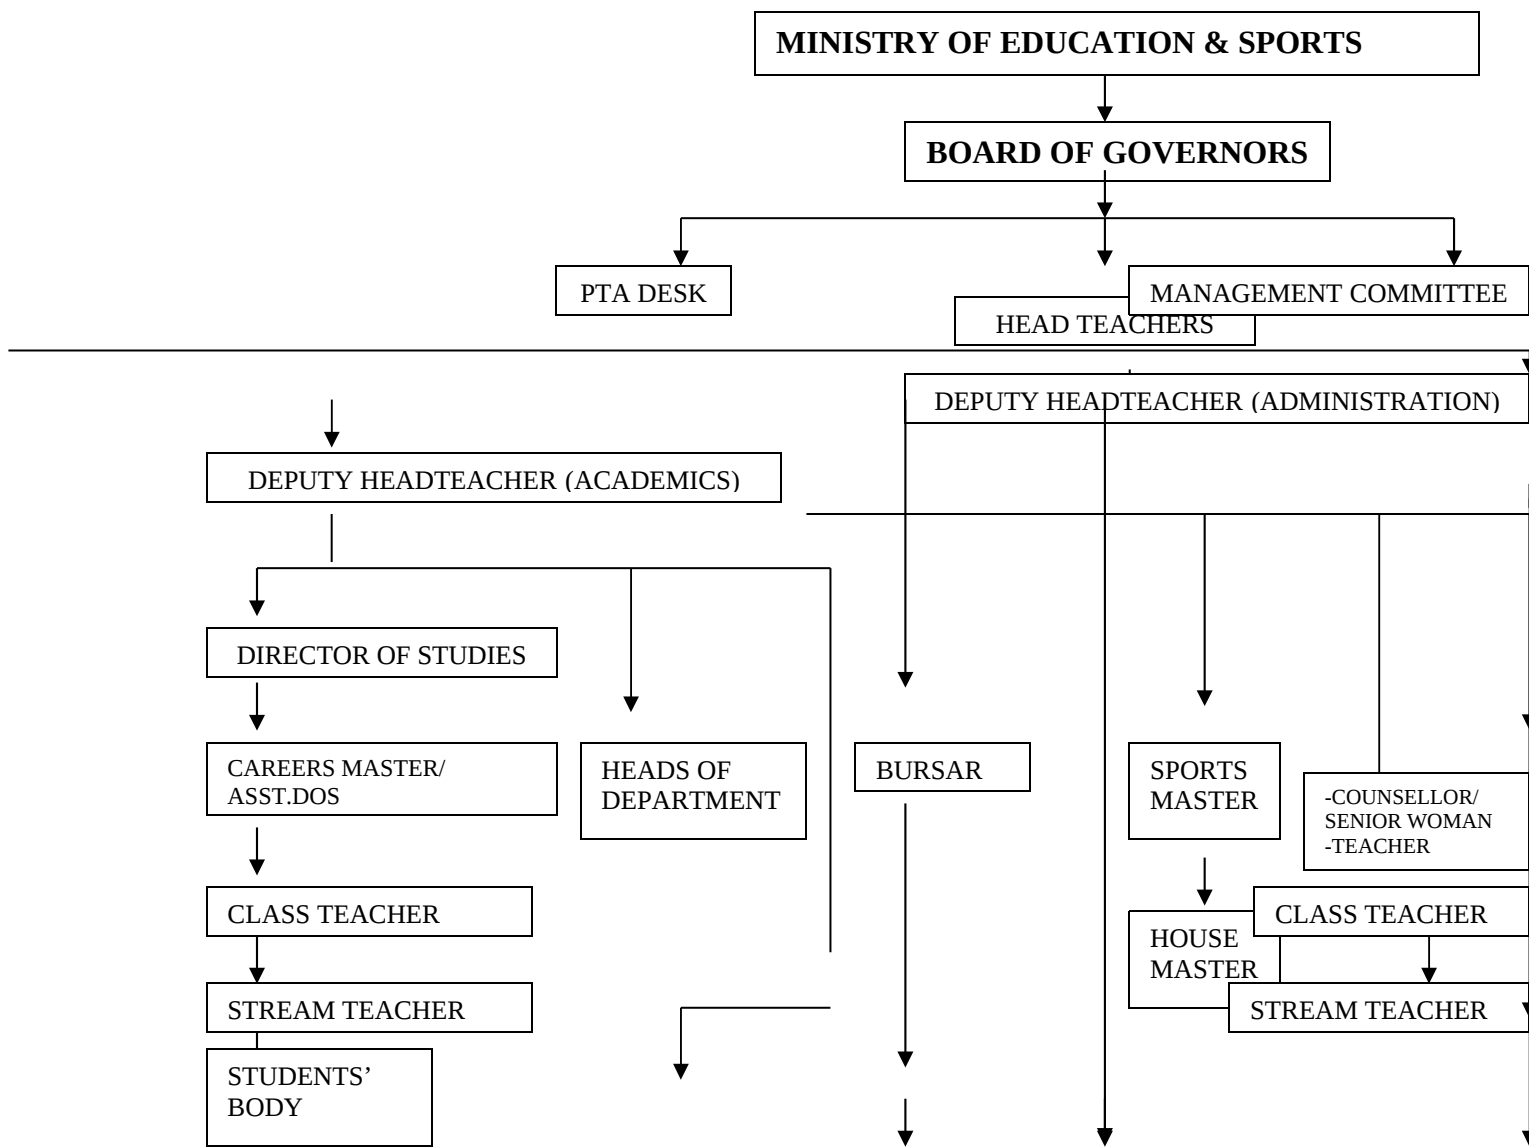 MINISTRY OF EDUCATION & SPORTS
BOARD OF GOVERNORS
PTA DESK
MANAGEMENT COMMITTEE
HEAD TEACHERS
DEPUTY HEADTEACHER (ADMINISTRATION)
DEPUTY HEADTEACHER (ACADEMICS)
DIRECTOR OF STUDIES
CAREERS MASTER/
ASST.DOS
HEADS OF
DEPARTMENT
BURSAR
SPORTS
MASTER
-COUNSELLOR/
SENIOR WOMAN
-TEACHER
CLASS TEACHER
CLASS TEACHER
HOUSE
MASTER
STREAM TEACHER
STREAM TEACHER
STUDENTS’
BODY